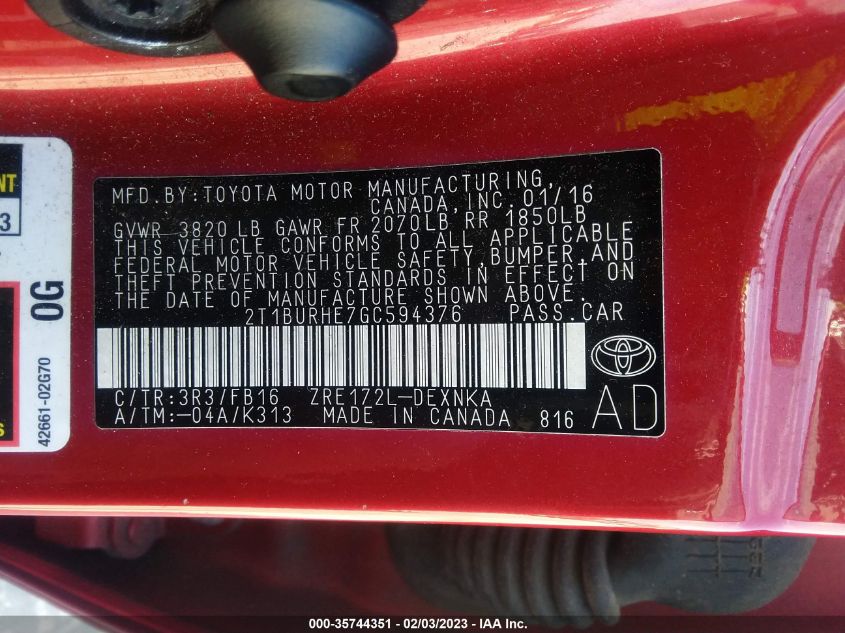 MFD.BY:TOYOTA MOTOR MANUFACTURING,
CANADA,INC.01/16
GVWR 3820 LB GAWR FR 2070LB RR 1850LB
THIS VEHICLE CONFORMS TO ALL APPLICABLE
FEDERAL MOTOR VEHICLE SAFETY,BUMPER,AND
THEFT PREVENTION STANDARDS IN EFFECT ON
THE DATE OF MANUFACTURE SHOWN ABOVE.
2T1BURHE7GC594376 PASS.CAR
C/TR:3R3/FB16 ZRE172L-DEXNKA
A/TM:-04A/K313 MADE IN CANADA 816
AD
NT
3
0G
42661-02G70
s
000-35744351 - 02/03/2023 - IAA Inc.